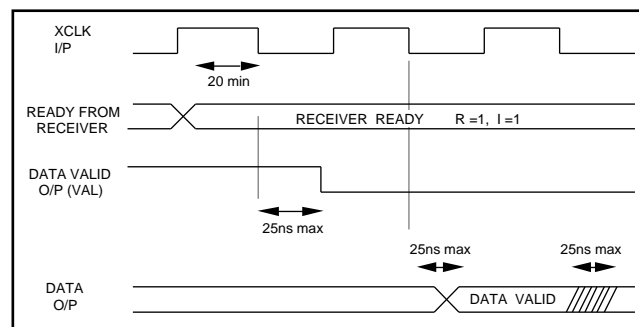 XCLK
I/P
20 min
READY FROM
RECEIVER
RECEIVER READY R =1, I =1
DATA VALID
O/P (VAL)
25ns max
25ns max
25ns max
DATA
O/P
DATA VALID